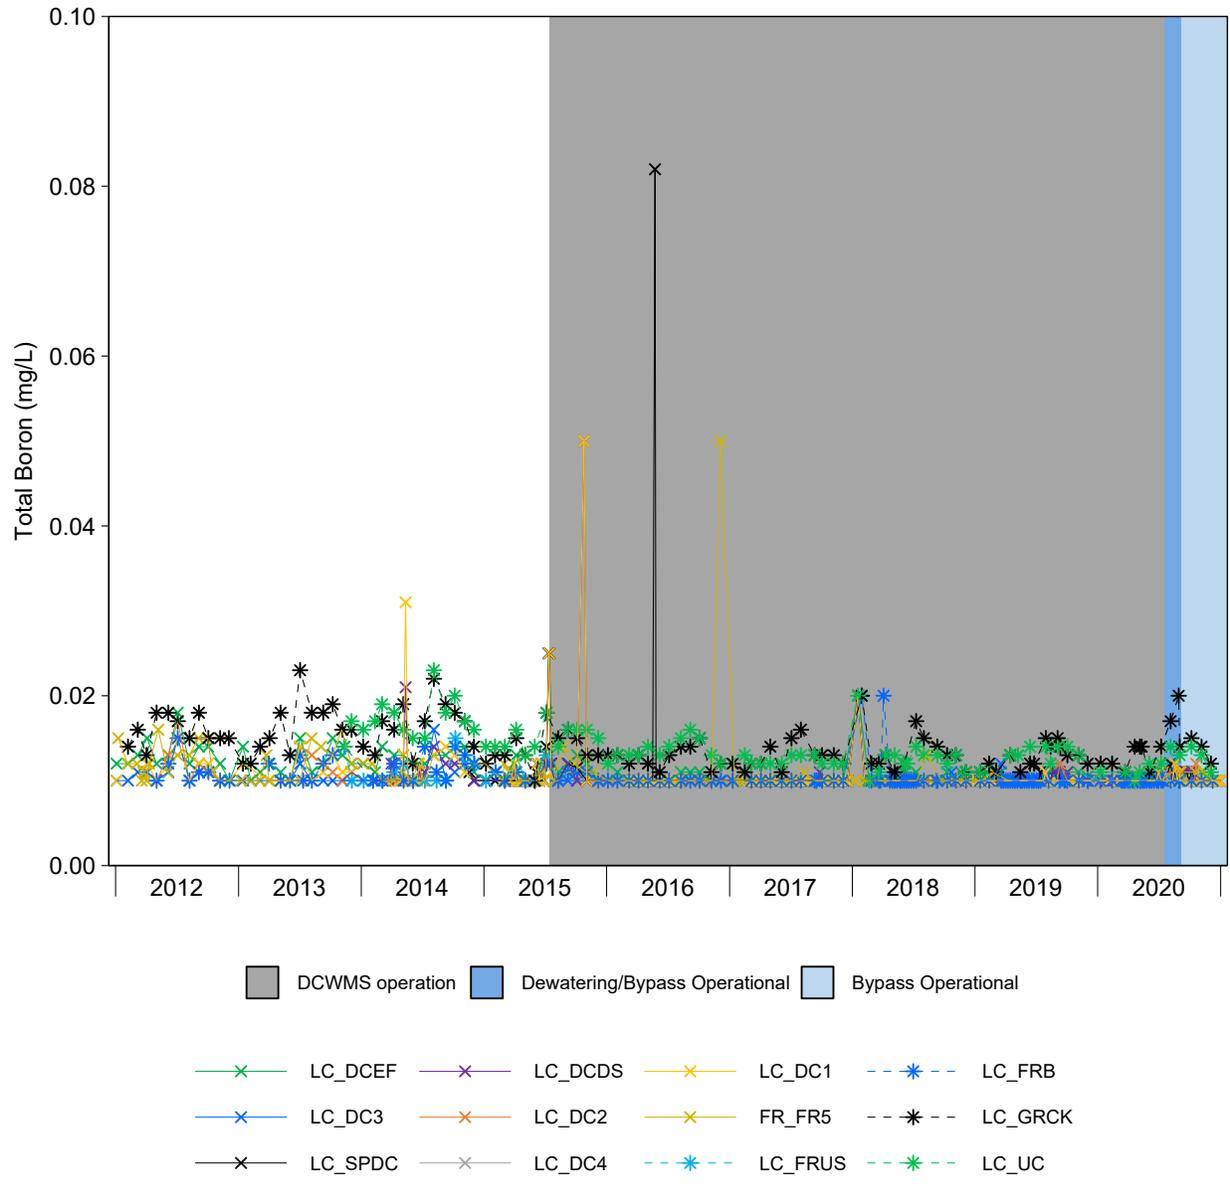 0.10
0.08
0.06
0.04
0.02
0.00
Total Boron (mg/L)
2012 2013 2014 2015 2016 2017 2018 2019 2020
DCWMS operation Dewatering/Bypass Operational Bypass Operational
LC_DCEF LC_DCDS LC_DC1 LC_FRB
LC_DC3 LC_DC2 FR_FR5 LC_GRCK
LC_SPDC LC_DC4 LC_FRUS LC_UC